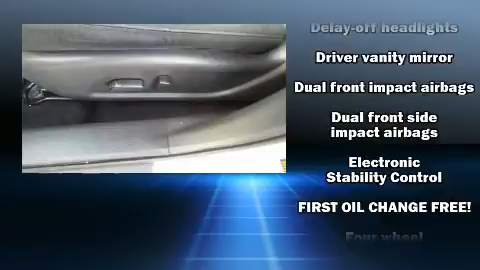 Delay-off headlights
Driver vanity mirror
Dual front impact airbags
Dual front side
impact airbags
Electronic
Stability Control
FIRST OIL CHANGE FREE!
Four wheel